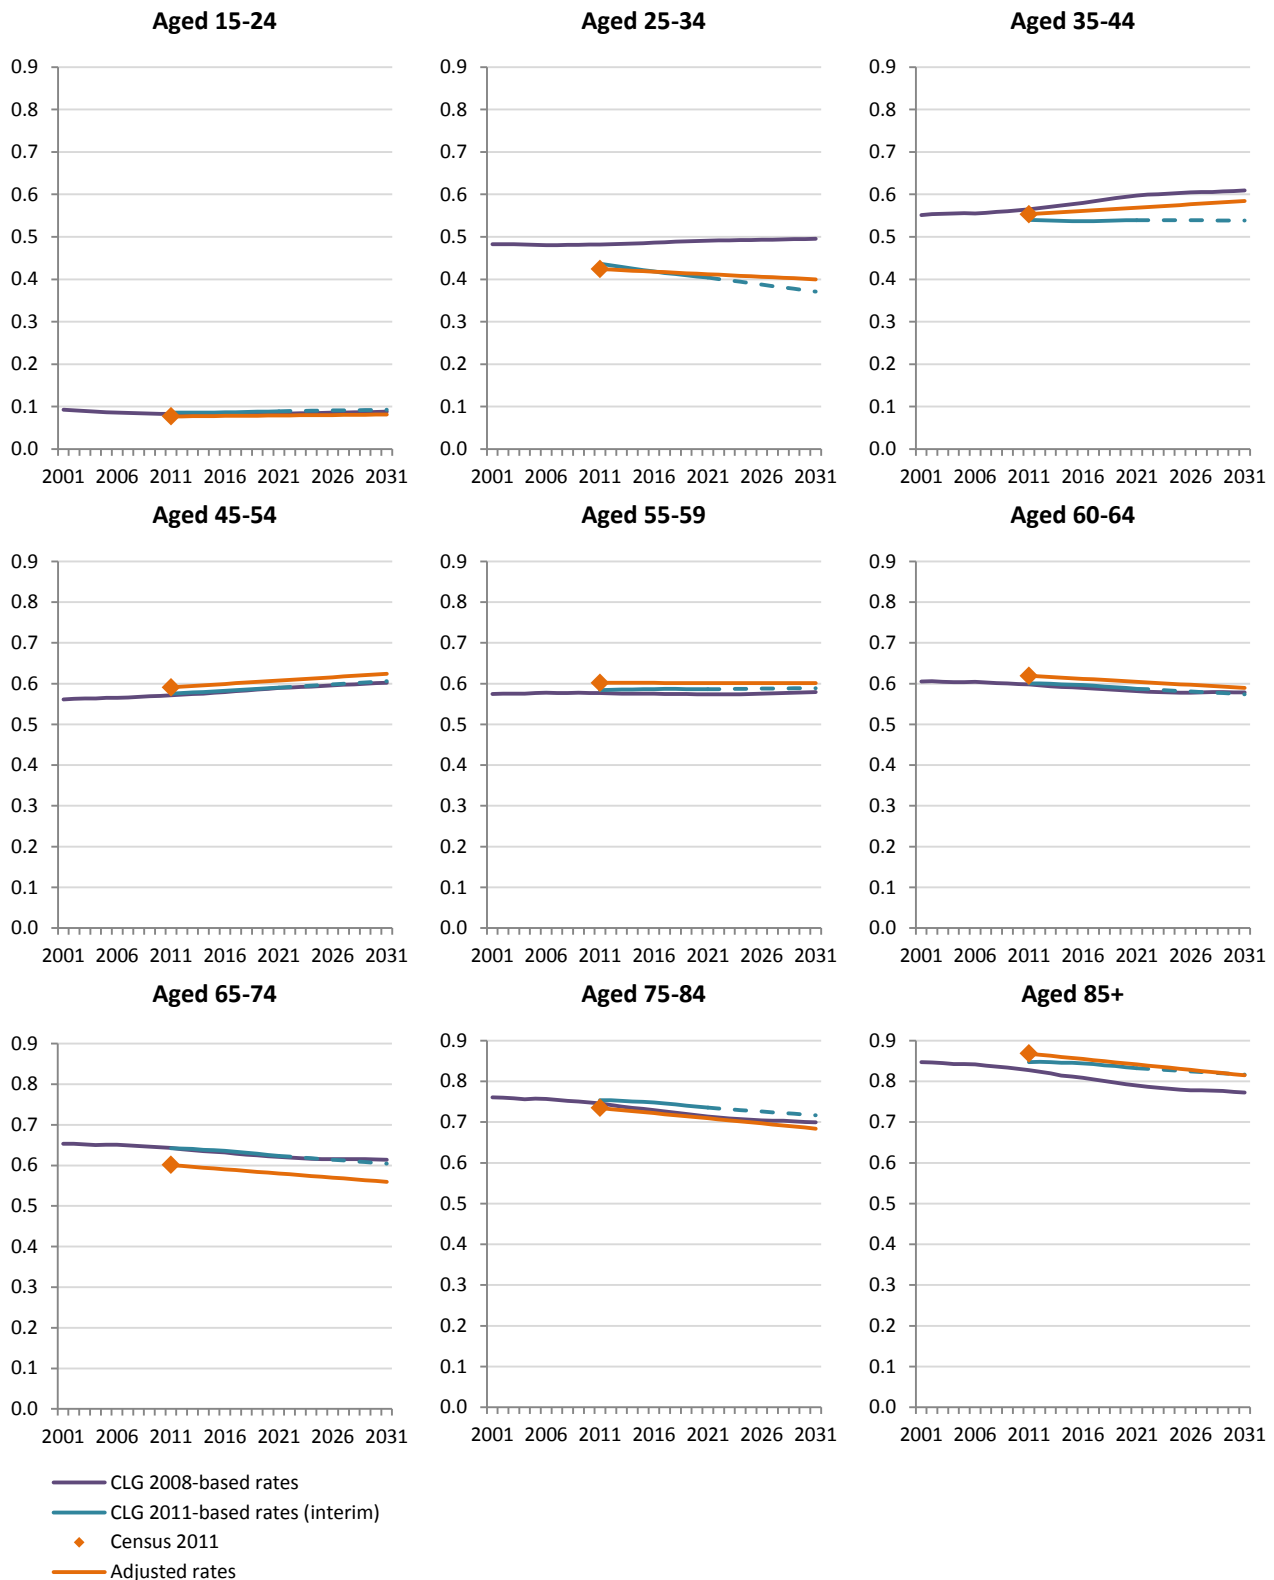 Aged 15-24 Aged 25-34 Aged 35-44
0.9 0.9 0.9
0.8 0.8 0.8
0.7 0.7 0.7
0.6 0.6 0.6
0.5 0.5 0.5
0.4 0.4 0.4
0.3 0.3 0.3
0.2 0.2 0.2
0.1 0.1 0.1
0.0 0.0 0.0
2001 2006 2011 2016 2021 2026 2031 2001 2006 2011 2016 2021 2026 2031 2001 2006 2011 2016 2021 2026 2031
Aged 45-54 Aged 55-59 Aged 60-64
0.9 0.9 0.9
0.8 0.8 0.8
0.7 0.7 0.7
0.6 0.6 0.6
0.5 0.5 0.5
0.4 0.4 0.4
0.3 0.3 0.3
0.2 0.2 0.2
0.1 0.1 0.1
0.0 0.0 0.0
2001 2006 2011 2016 2021 2026 2031 2001 2006 2011 2016 2021 2026 2031 2001 2006 2011 2016 2021 2026 2031
Aged 65-74 Aged 75-84 Aged 85+
0.9 0.9 0.9
0.8 0.8 0.8
0.7 0.7 0.7
0.6 0.6 0.6
0.5 0.5 0.5
0.4 0.4 0.4
0.3 0.3 0.3
0.2 0.2 0.2
0.1 0.1 0.1
0.0 0.0 0.0
2001 2006 2011 2016 2021 2026 2031 2001 2006 2011 2016 2021 2026 2031 2001 2006 2011 2016 2021 2026 2031
CLG 2008-based rates
CLG 2011-based rates (interim)
Census 2011
Adjusted rates